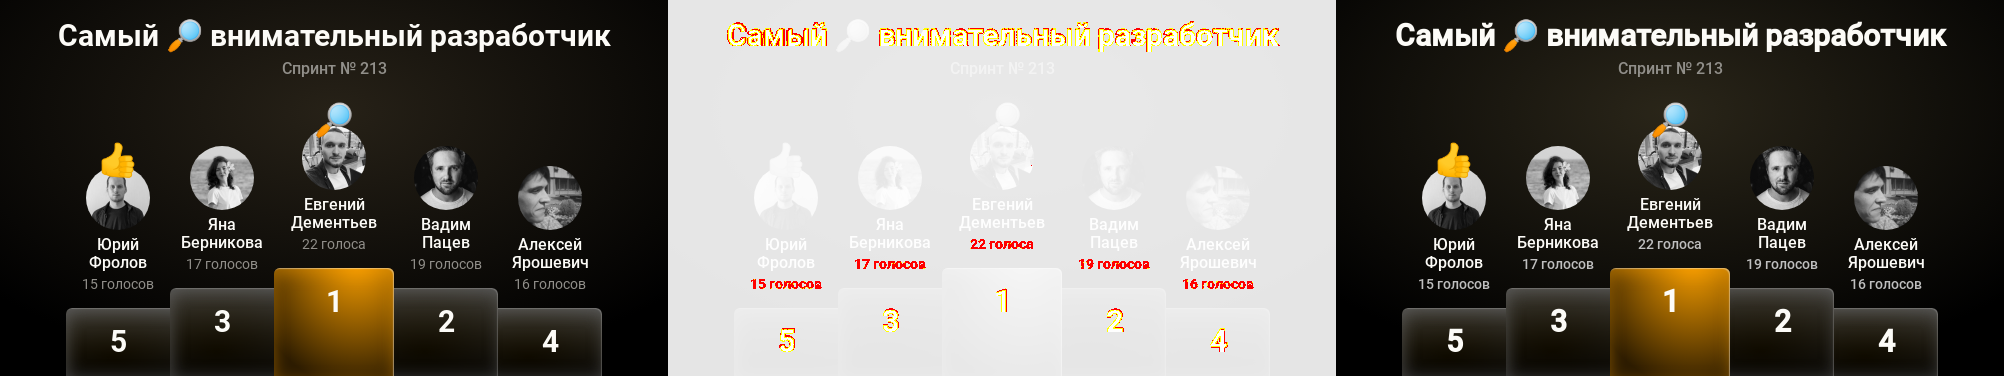 Самый 🔎 внимательный разработчик
Спринт № 213
Евгений
Дементьев
22 голоса
Яна
Берникова
17 голосов
Вадим
Пацев
19 голосов
Юрий
Фролов
15 голосов
Алексей
Ярошевич
16 голосов
5
3
1
2
4
Самый внимательный разработчик
Спринт № 213
Евгений
Дементьев
22 голоса
Яна
Берникова
17 голосов
Вадим
Пацев
19 голосов
Юрий
Фролов
15 голосов
Алексей
Ярошевич
16 голосов
5
3
1
2
4
Самый 🔎 внимательный разработчик
Спринт № 213
Евгений
Дементьев
22 голоса
Яна
Берникова
17 голосов
Вадим
Пацев
19 голосов
Юрий
Фролов
15 голосов
Алексей
Ярошевич
16 голосов
5
3
1
2
4